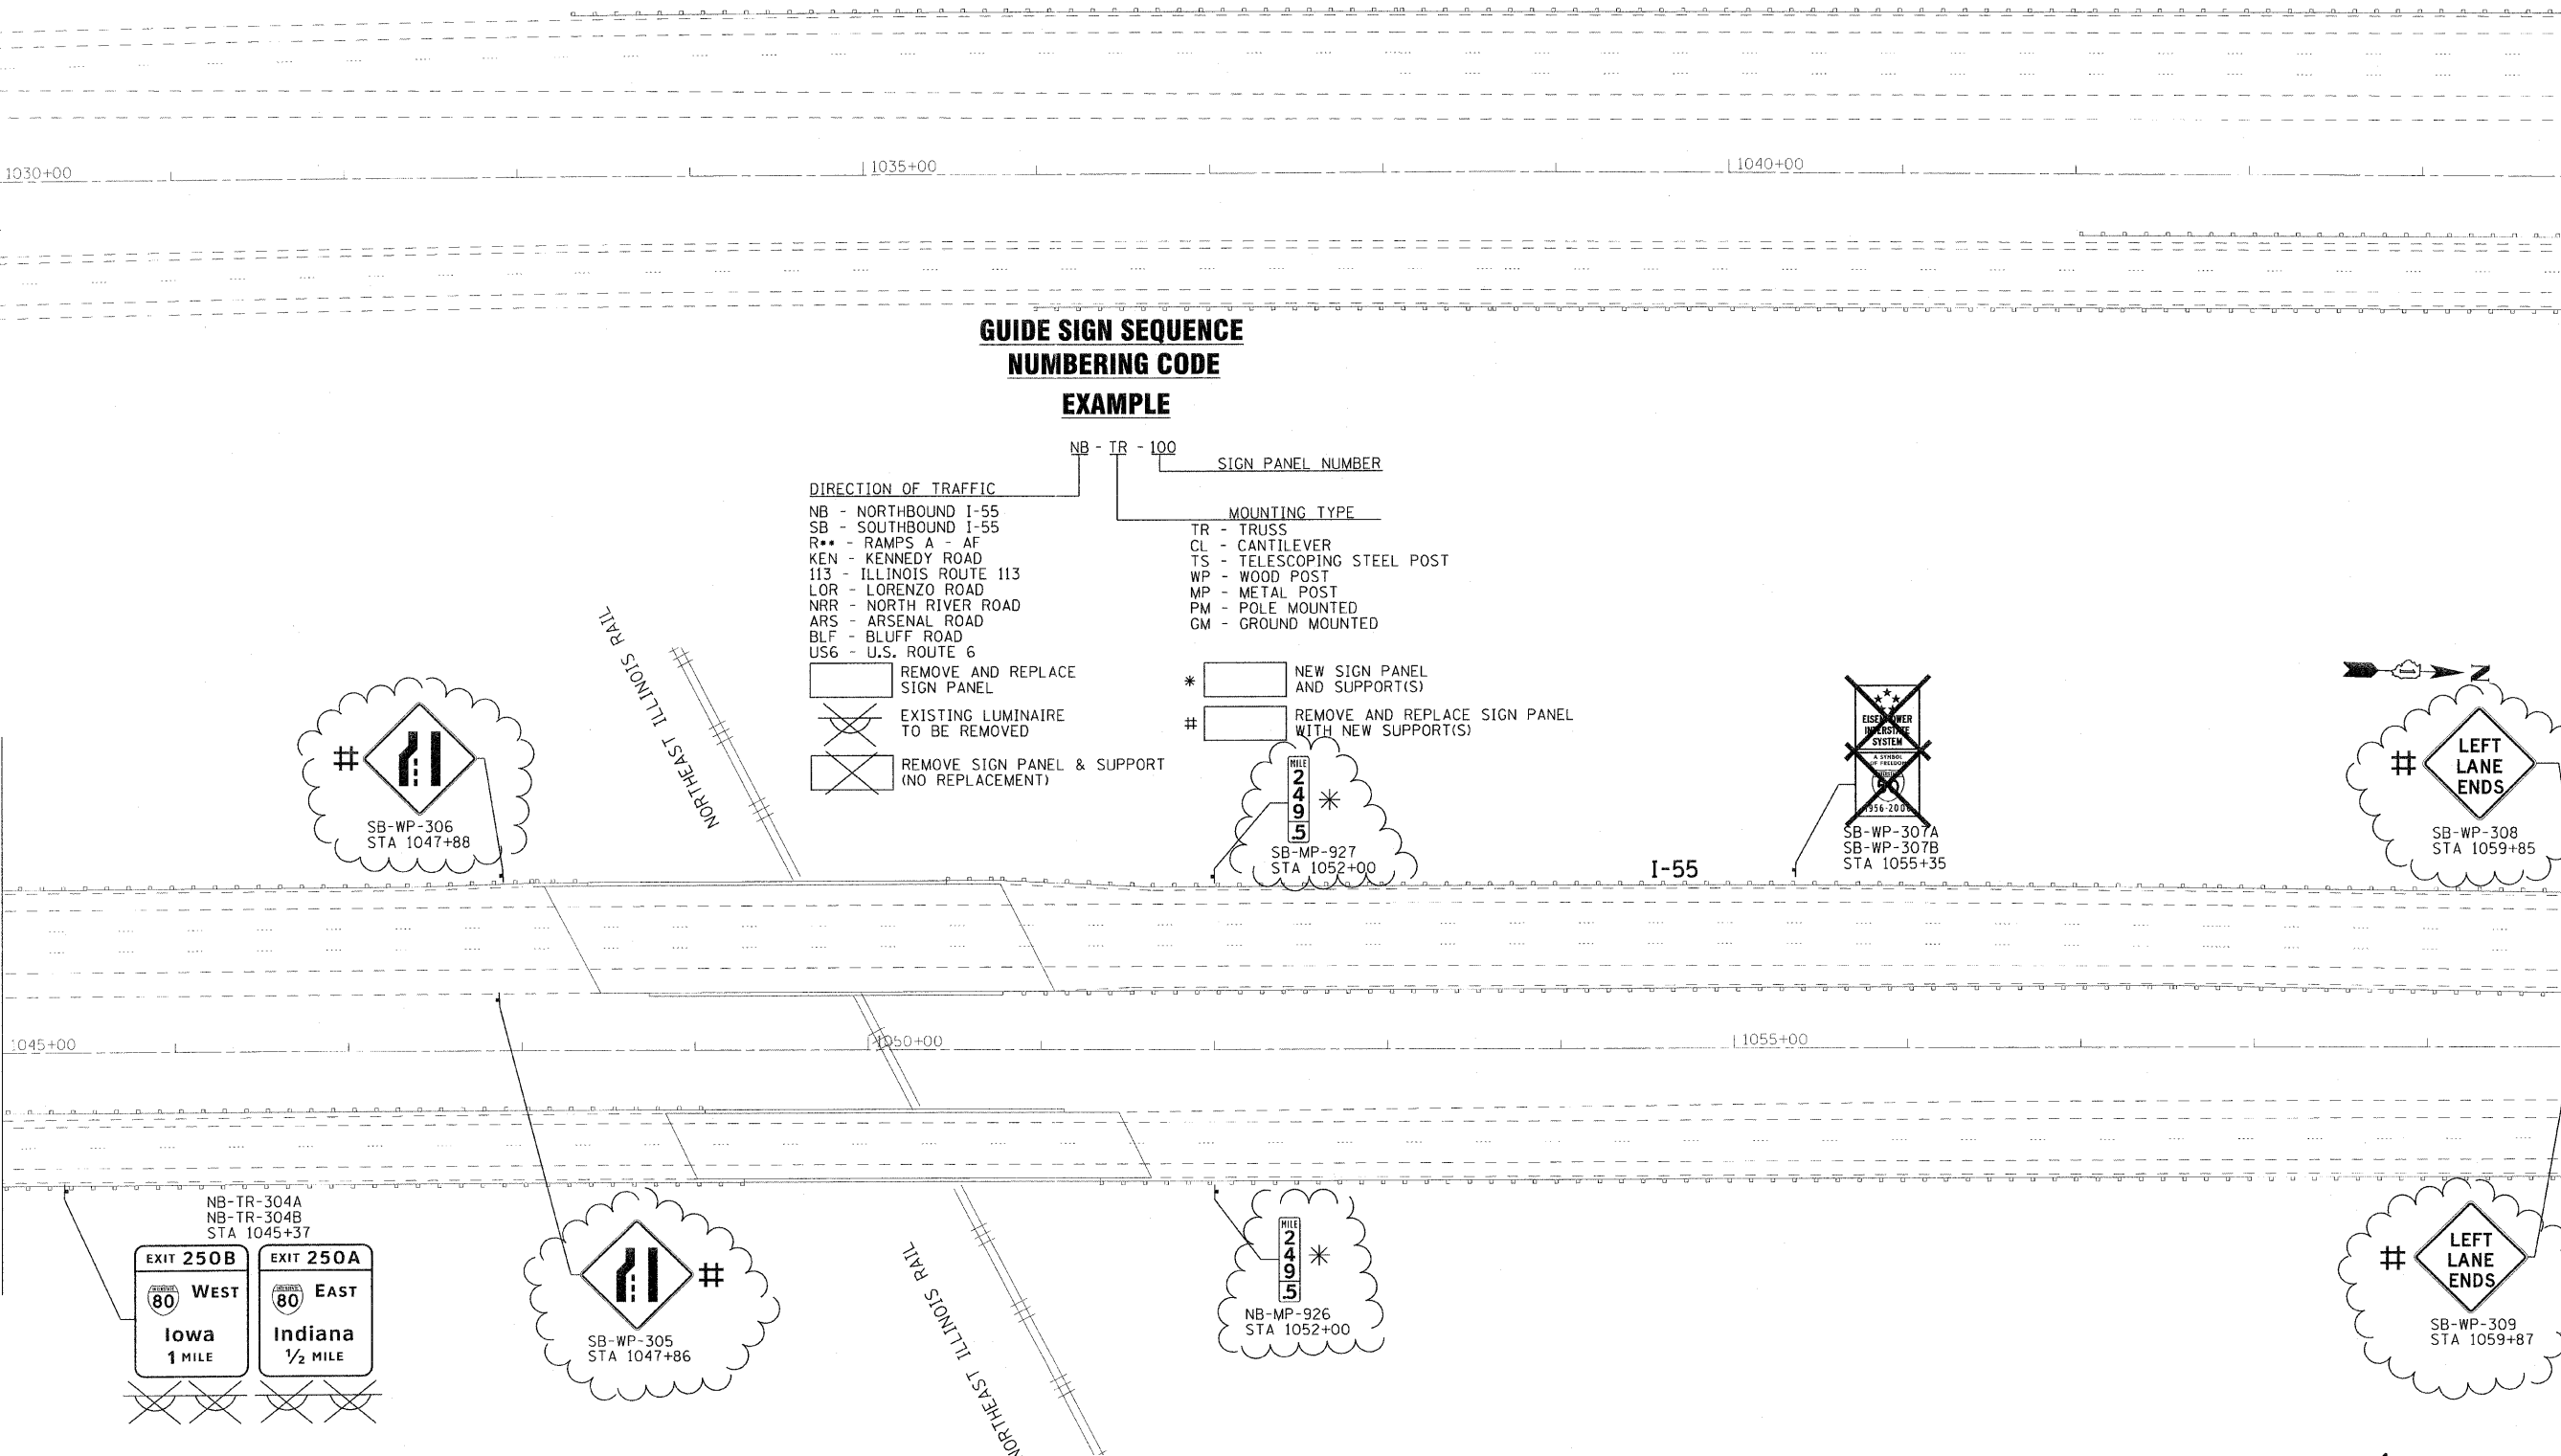 1030+00
1035+00
1040+00
GUIDE SIGN SEQUENCE
NUMBERING CODE
EXAMPLE
NB - TR - 100
SIGN PANEL NUMBER
DIRECTION OF TRAFFIC
NB - NORTHBOUND I-55
SB - SOUTHBOUND I-55
R** - RAMPS A - AF
KEN - KENNEDY ROAD
113 - ILLINOIS ROUTE 113
LOR - LORENZO ROAD
NRR - NORTH RIVER ROAD
ARS - ARSENAL ROAD
BLF - BLUFF ROAD
US6 - U.S. ROUTE 6
MOUNTING TYPE
TR - TRUSS
CL - CANTILEVER
TS - TELESCOPING STEEL POST
WP - WOOD POST
MP - METAL POST
PM - POLE MOUNTED
GM - GROUND MOUNTED
REMOVE AND REPLACE
SIGN PANEL
EXISTING LUMINAIRE
TO BE REMOVED
REMOVE SIGN PANEL & SUPPORT
(NO REPLACEMENT)
* NEW SIGN PANEL
AND SUPPORT(S)
# REMOVE AND REPLACE SIGN PANEL
WITH NEW SUPPORT(S)
NORTHEAST ILLINOIS RAIL
#
SB-WP-306
STA 1047+88
MILE
2
4
9
.5
*
SB-MP-927
STA 1052+00
I-55
EISENHOWER
INTERSTATE
SYSTEM
A SYMBOL
OF FREEDOM
SB-WP-307A
SB-WP-307B
STA 1055+35
N
#
LEFT
LANE
ENDS
SB-WP-308
STA 1059+85
1045+00
1050+00
1055+00
NB-TR-304A
NB-TR-304B
STA 1045+37
EXIT 250B
80 WEST
Iowa
1 MILE
EXIT 250A
80 EAST
Indiana
1/2 MILE
#
SB-WP-305
STA 1047+86
NORTHEAST ILLINOIS RAIL
MILE
2
4
9
.5
*
NB-MP-926
STA 1052+00
#
LEFT
LANE
ENDS
SB-WP-309
STA 1059+87